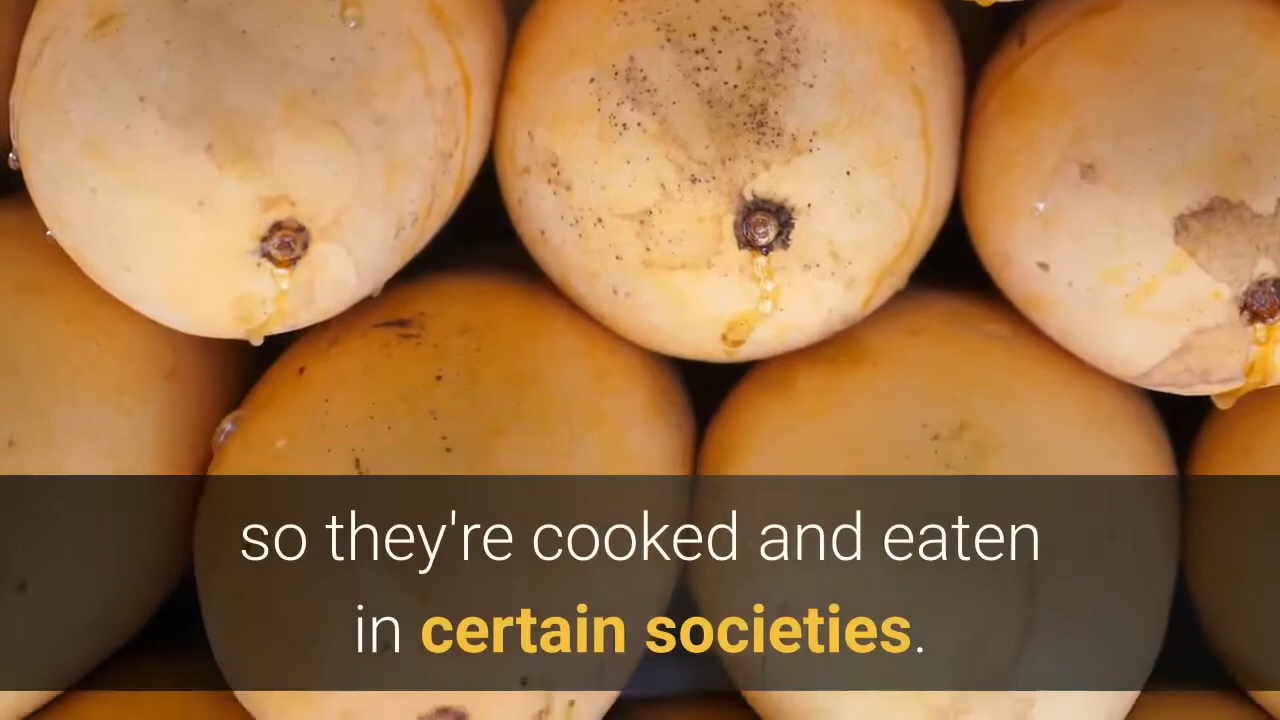 so they're cooked and eaten
in certain societies.